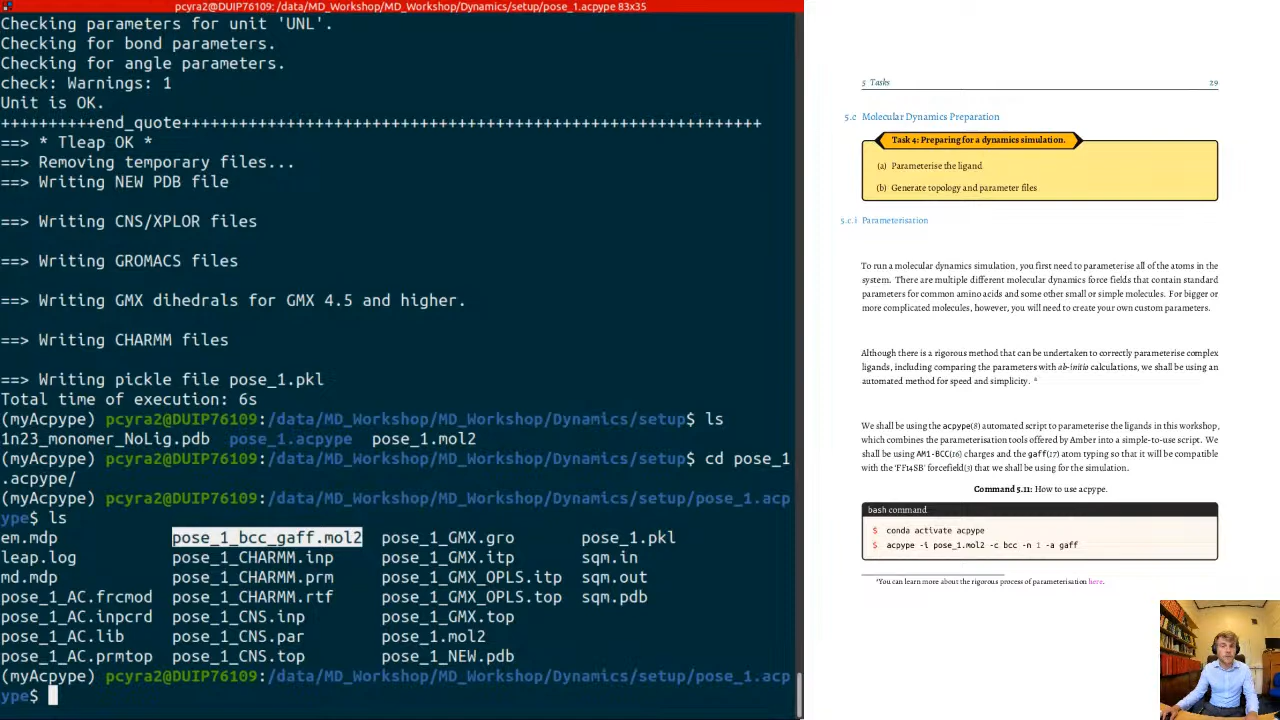 pcyra2@DUIP76109: /data/MD_Workshop/MD_Workshop/Dynamics/setup/pose_1.acpype 83x35
Checking parameters for unit 'UNL'.
Checking for bond parameters.
Checking for angle parameters.
check: Warnings: 1
Unit is OK.
++++++++++end_quote+++++++++++++++++++++++++++++++++++++++++++++++++++++++++++++
==> * Tleap OK *
==> Removing temporary files...
==> Writing NEW PDB file
==> Writing CNS/XPLOR files
==> Writing GROMACS files
==> Writing GMX dihedrals for GMX 4.5 and higher.
==> Writing CHARMM files
==> Writing pickle file pose_1.pkl
Total time of execution: 6s
(myAcpype) pcyra2@DUIP76109:/data/MD_Workshop/MD_Workshop/Dynamics/setup$ ls
1n23_monomer_NoLig.pdb  pose_1.acpype  pose_1.mol2
(myAcpype) pcyra2@DUIP76109:/data/MD_Workshop/MD_Workshop/Dynamics/setup$ cd pose_1
.acpype/
(myAcpype) pcyra2@DUIP76109:/data/MD_Workshop/MD_Workshop/Dynamics/setup/pose_1.acp
ype$ ls
em.mdp pose_1_bcc_gaff.mol2 pose_1_GMX.gro pose_1.pkl
leap.log pose_1_CHARMM.inp pose_1_GMX.itp sqm.in
md.mdp pose_1_CHARMM.prm pose_1_GMX_OPLS.itp sqm.out
pose_1_AC.frcmod pose_1_CHARMM.rtf pose_1_GMX_OPLS.top sqm.pdb
pose_1_AC.inpcrd pose_1_CNS.inp pose_1_GMX.top
pose_1_AC.lib pose_1_CNS.par pose_1.mol2
pose_1_AC.prmtop pose_1_CNS.top pose_1_NEW.pdb
(myAcpype) pcyra2@DUIP76109:/data/MD_Workshop/MD_Workshop/Dynamics/setup/pose_1.acp
ype$
5 Tasks 29
5.c Molecular Dynamics Preparation
Task 4: Preparing for a dynamics simulation.
(a) Parameterise the ligand
(b) Generate topology and parameter files
5.c.i Parameterisation
To run a molecular dynamics simulation, you first need to parameterise all of the atoms in the
system. There are multiple different molecular dynamics force fields that contain standard
parameters for common amino acids and some other small or simple molecules. For bigger or
more complicated molecules, however, you will need to create your own custom parameters.
Although there is a rigorous method that can be undertaken to correctly parameterise complex
ligands, including comparing the parameters with ab-initio calculations, we shall be using an
automated method for speed and simplicity. a
We shall be using the acpype(8) automated script to parameterise the ligands in this workshop,
which combines the parameterisation tools offered by Amber into a simple-to-use script. We
shall be using AM1-BCC(16) charges and the gaff(17) atom typing so that it will be compatible
with the 'FF14SB' forcefield(3) that we shall be using for the simulation.
Command 5.11: How to use acpype.
bash command
$ conda activate acpype
$ acpype -i pose_1.mol2 -c bcc -n 1 -a gaff
aYou can learn more about the rigorous process of parameterisation here.